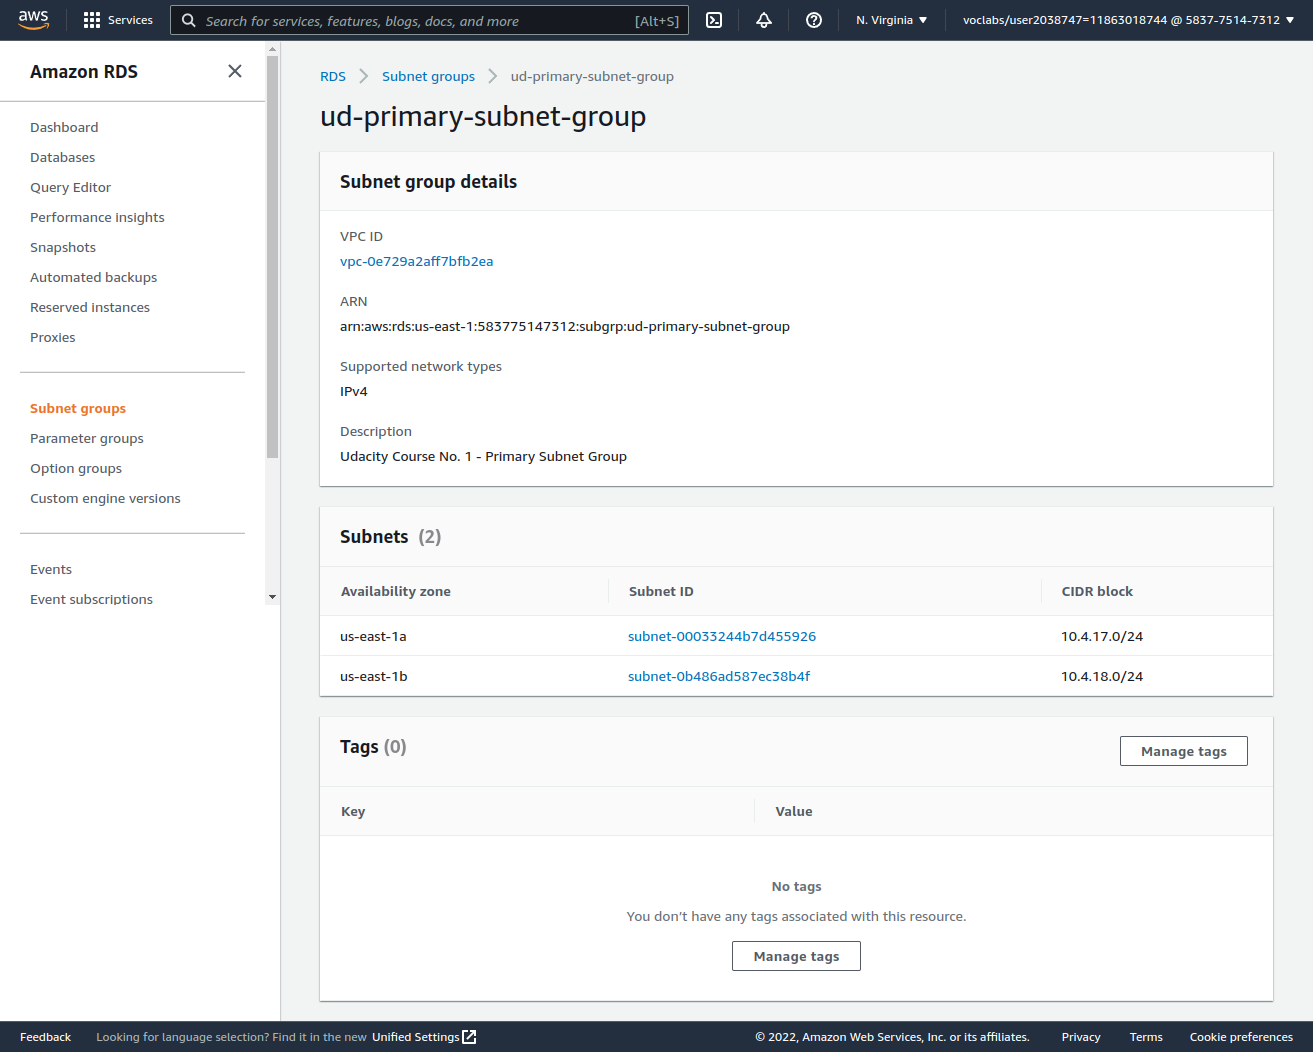 aws
Services
Search for services, features, blogs, docs, and more
[Alt+S]
N. Virginia
voclabs/user2038747=11863018744 @ 5837-7514-7312
Amazon RDS
Dashboard
Databases
Query Editor
Performance insights
Snapshots
Automated backups
Reserved instances
Proxies
Subnet groups
Parameter groups
Option groups
Custom engine versions
Events
Event subscriptions
RDS
Subnet groups
ud-primary-subnet-group
ud-primary-subnet-group
Subnet group details
VPC ID
vpc-0e729a2aff7bfb2ea
ARN
arn:aws:rds:us-east-1:583775147312:subgrp:ud-primary-subnet-group
Supported network types
IPv4
Description
Udacity Course No. 1 - Primary Subnet Group
Subnets (2)
Availability zone Subnet ID CIDR block
us-east-1a subnet-00033244b7d455926 10.4.17.0/24
us-east-1b subnet-0b486ad587ec38b4f 10.4.18.0/24
Tags (0)
Manage tags
Key Value
No tags
You don’t have any tags associated with this resource.
Manage tags
Feedback
Looking for language selection? Find it in the new Unified Settings
© 2022, Amazon Web Services, Inc. or its affiliates.
Privacy
Terms
Cookie preferences